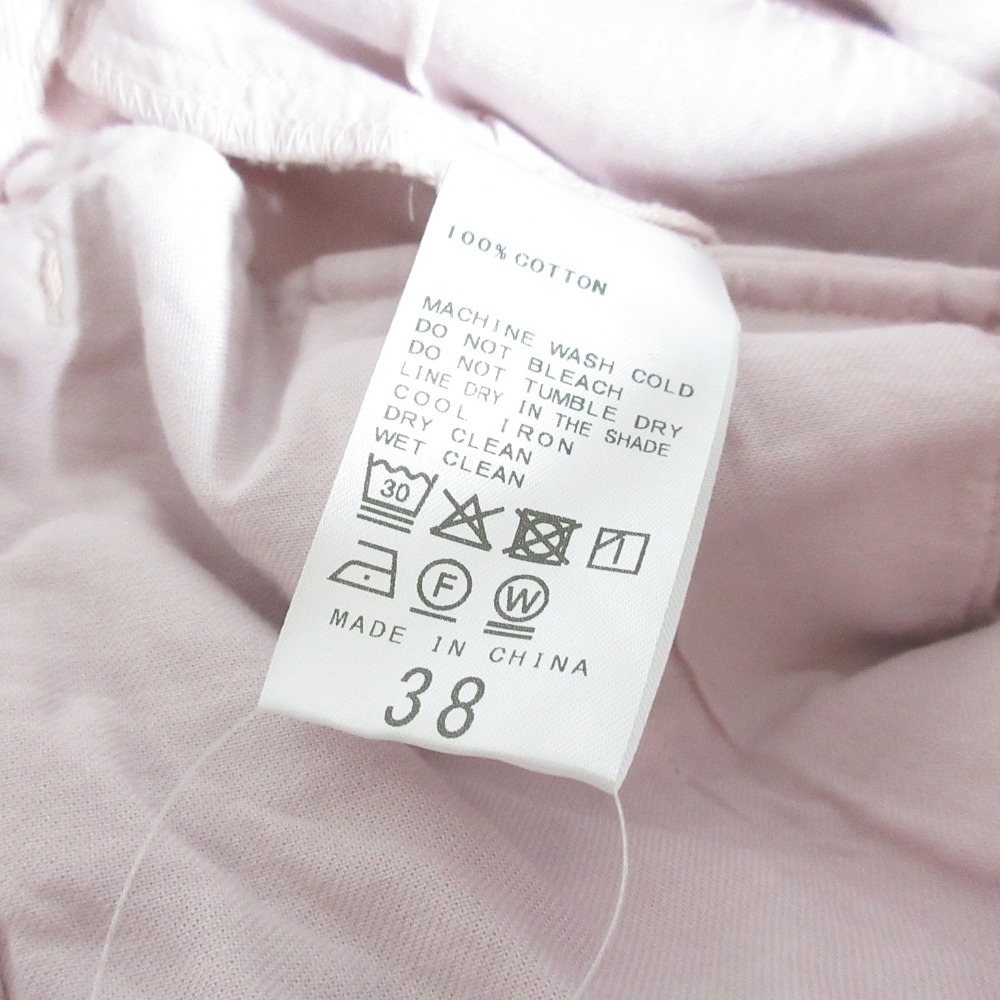 100% COTTON
MACHINE WASH COLD
DO NOT BLEACH
DO NOT TUMBLE DRY
LINE DRY IN THE SHADE
COOL IRON
DRY CLEAN
WET CLEAN
30
F W
MADE IN CHINA
38